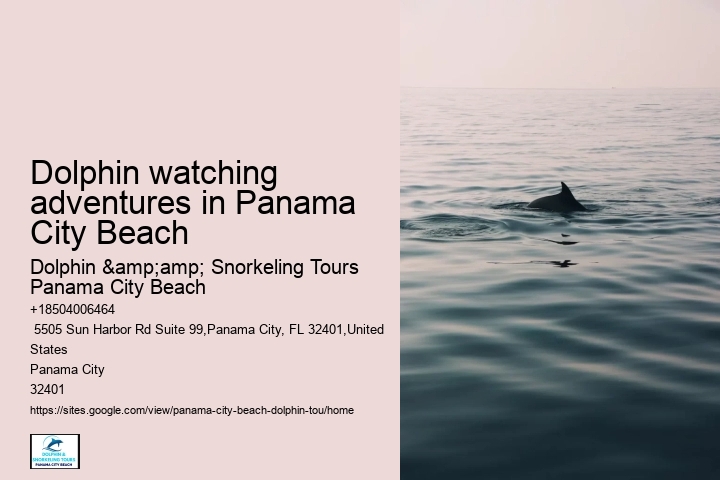 Dolphin watching
adventures in Panama
City Beach
Dolphin &amp;amp; Snorkeling Tours
Panama City Beach
+18504006464
5505 Sun Harbor Rd Suite 99,Panama City, FL 32401,United
States
Panama City
32401
https://sites.google.com/view/panama-city-beach-dolphin-tou/home
DOLPHIN &
SNORKELING TOURS
PANAMA CITY BEACH